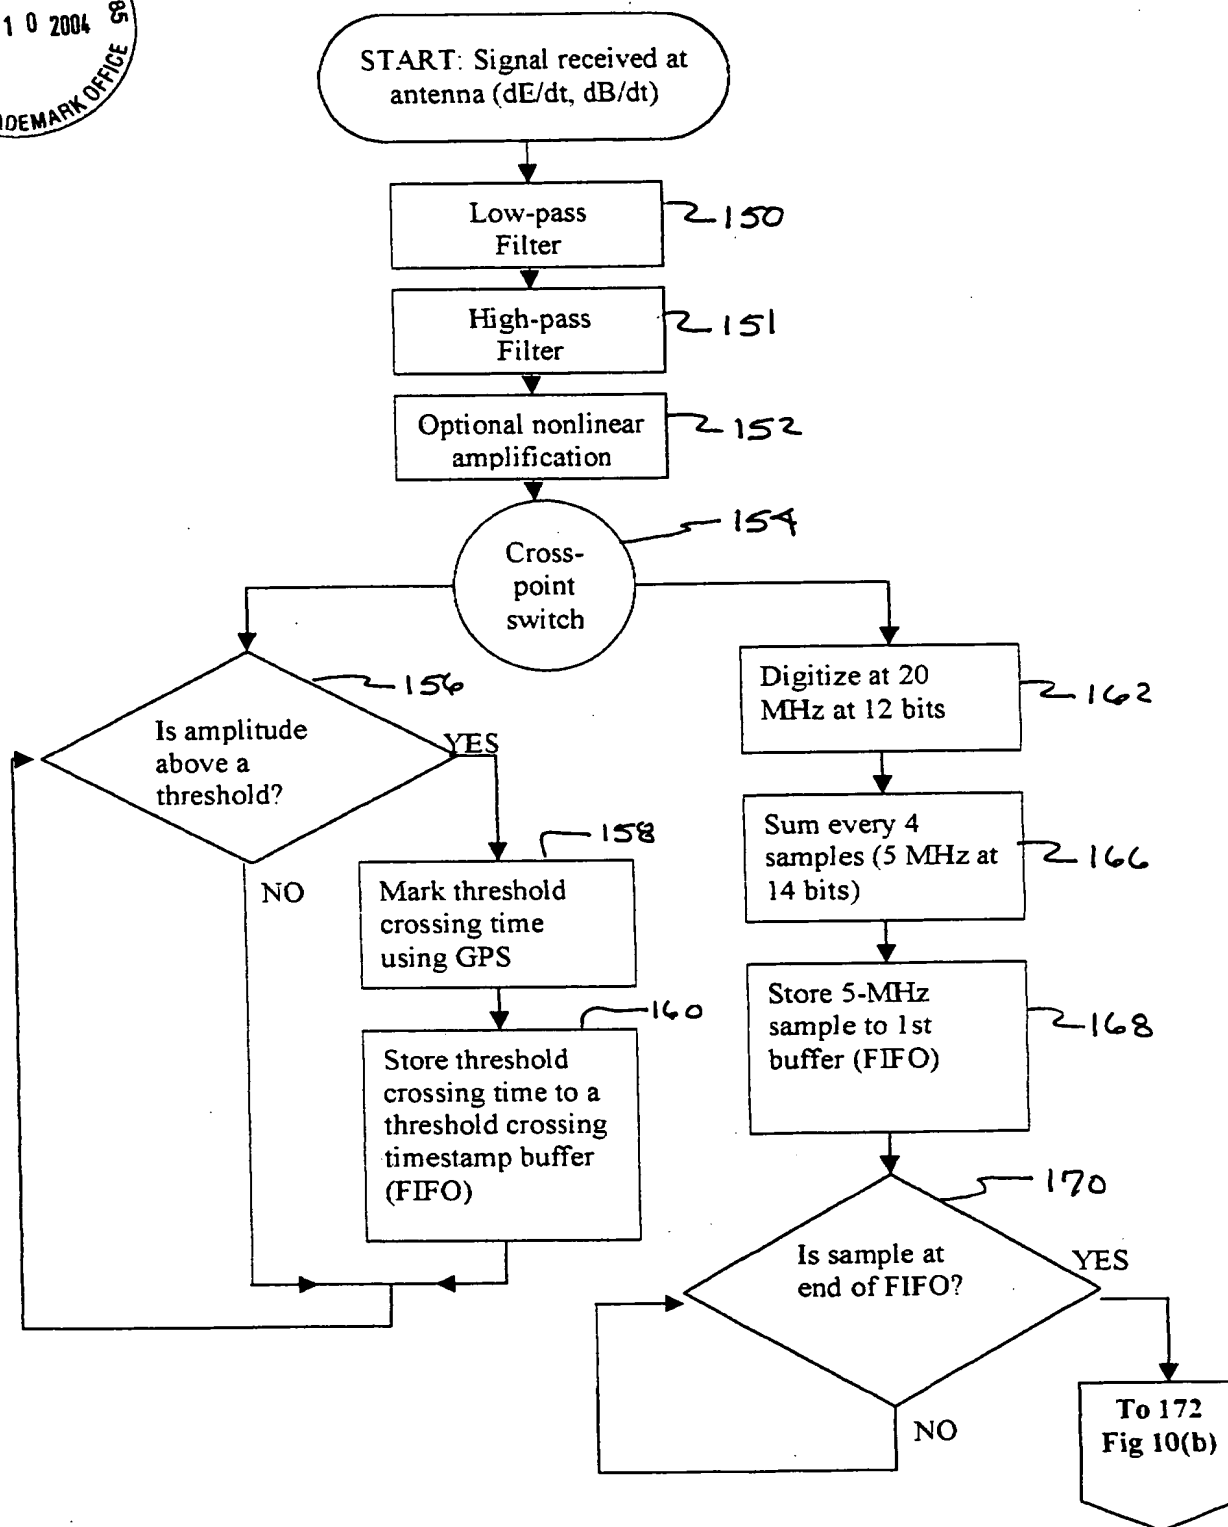 1 0 2004
85
DEMARK OFFICE
START: Signal received at
antenna (dE/dt, dB/dt)
Low-pass
Filter
150
High-pass
Filter
151
Optional nonlinear
amplification
152
Cross-
point
switch
154
Is amplitude
above a
threshold?
156
YES
NO
Mark threshold
crossing time
using GPS
158
Store threshold
crossing time to a
threshold crossing
timestamp buffer
(FIFO)
160
Digitize at 20
MHz at 12 bits
162
Sum every 4
samples (5 MHz at
14 bits)
166
Store 5-MHz
sample to 1st
buffer (FIFO)
168
Is sample at
end of FIFO?
170
YES
NO
To 172
Fig 10(b)